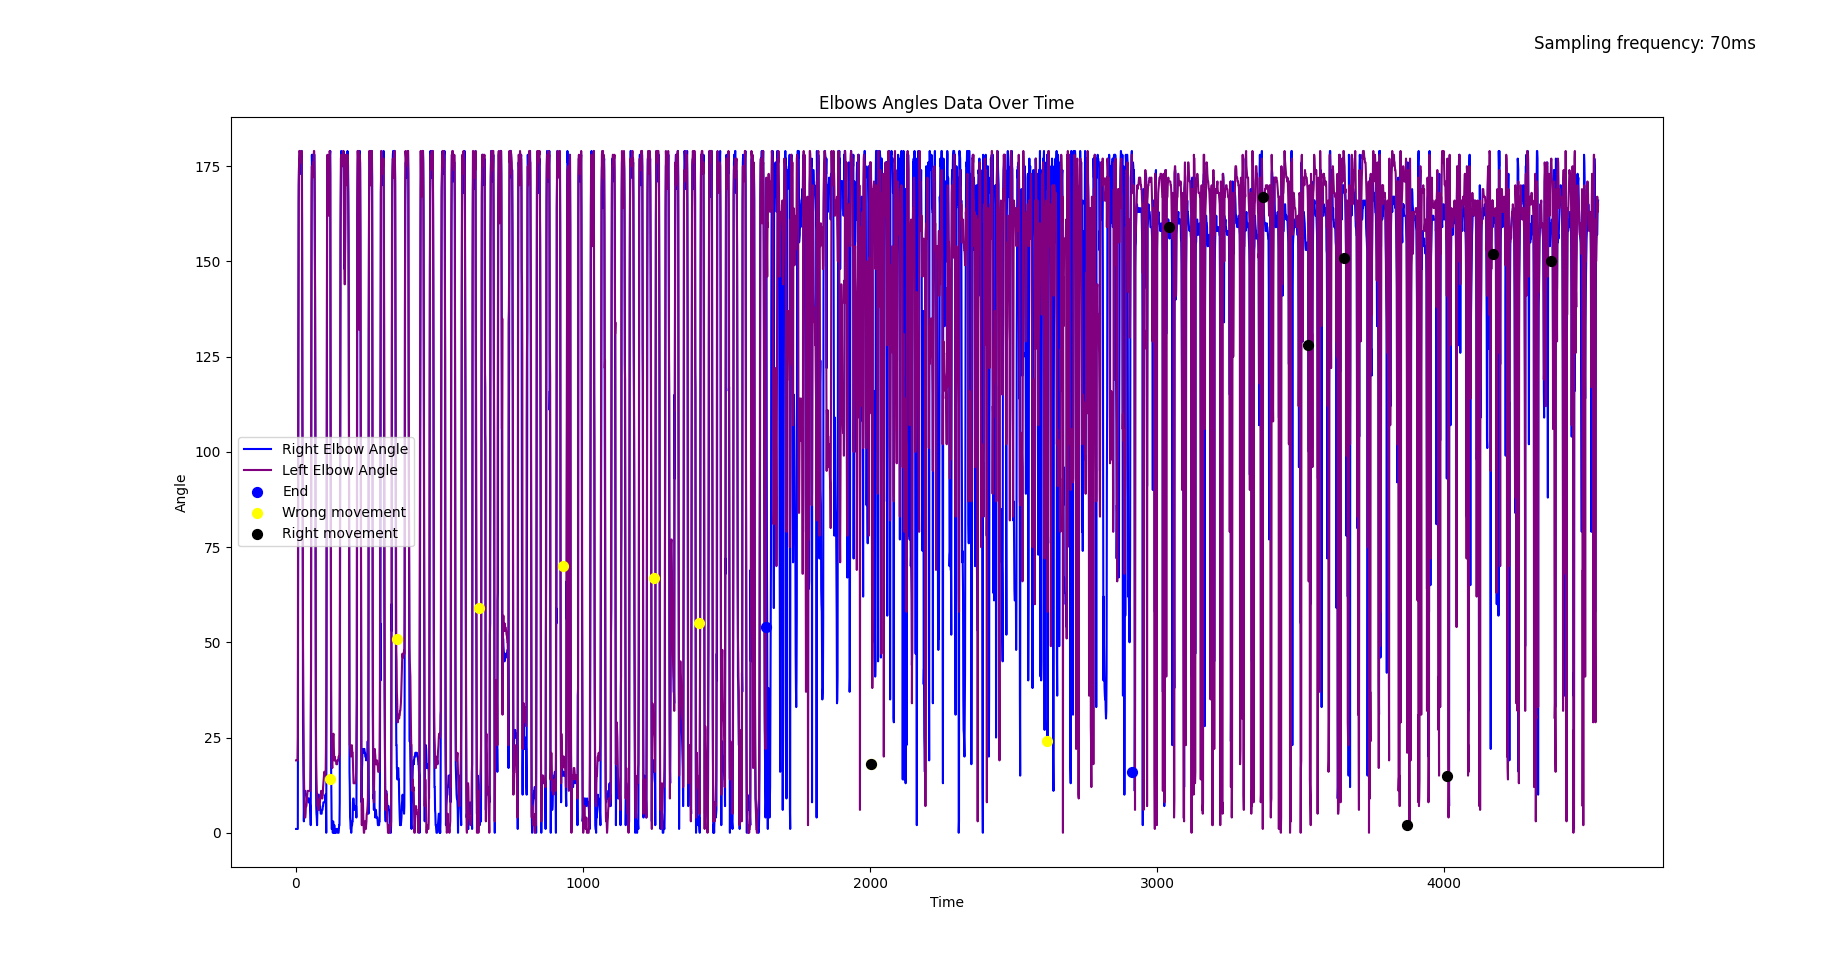 Sampling frequency: 70ms
Elbows Angles Data Over Time
175
150
125
100
75
50
25
0
Angle
Right Elbow Angle
Left Elbow Angle
End
Wrong movement
Right movement
0
1000
2000
3000
4000
Time